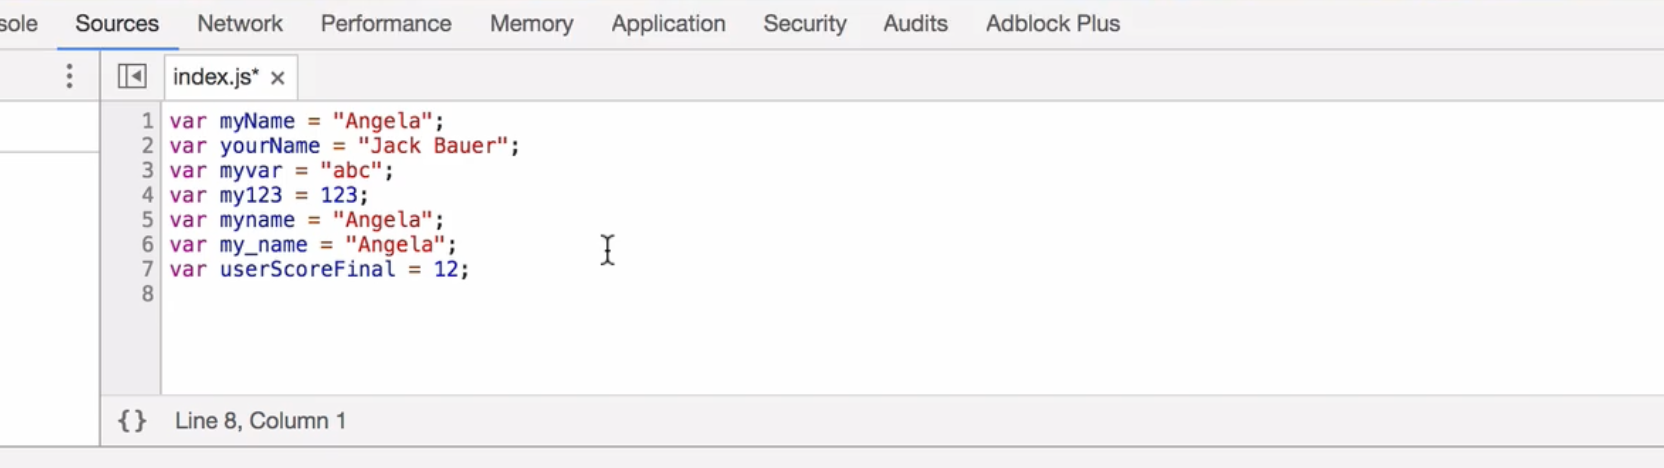 sole Sources Network Performance Memory Application Security Audits Adblock Plus
index.js* ×
1 var myName = "Angela";
2 var yourName = "Jack Bauer";
3 var myvar = "abc";
4 var my123 = 123;
5 var myname = "Angela";
6 var my_name = "Angela";
7 var userScoreFinal = 12;
8
{} Line 8, Column 1